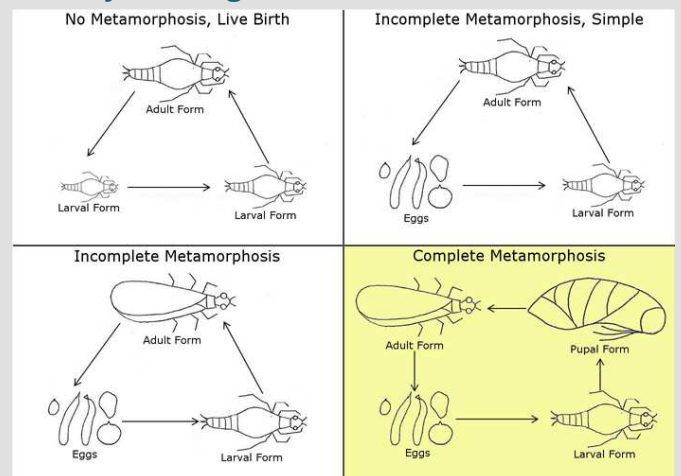 No Metamorphosis, Live Birth
Adult Form
Larval Form
Larval Form
Incomplete Metamorphosis, Simple
Adult Form
Eggs
Larval Form
Incomplete Metamorphosis
Adult Form
Eggs
Larval Form
Complete Metamorphosis
Adult Form
Pupal Form
Eggs
Larval Form